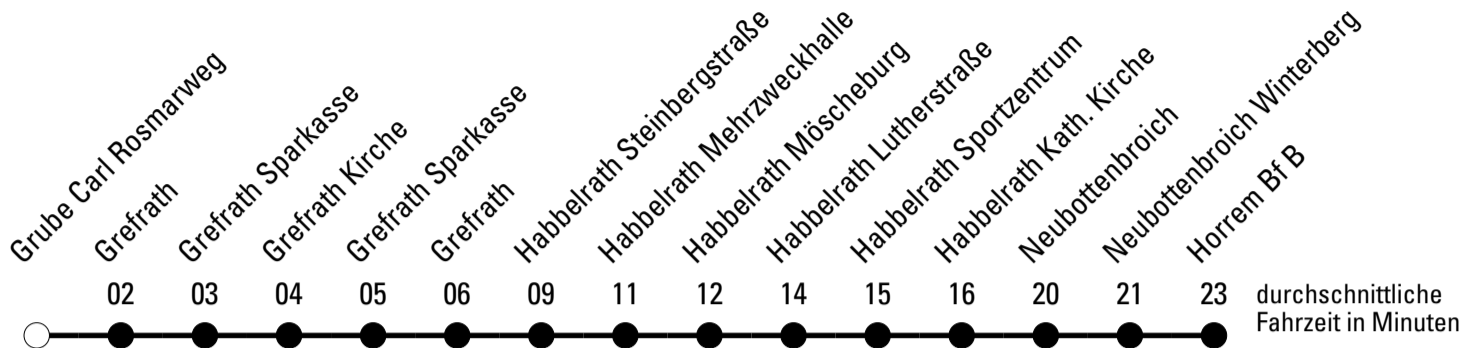 Grube Carl Rosmarweg
Grefrath
Grefrath Sparkasse
Grefrath Kirche
Grefrath Sparkasse
Grefrath
Habbelrath Steinbergstraße
Habbelrath Mehrzweckhalle
Habbelrath Möscheburg
Habbelrath Lutherstraße
Habbelrath Sportzentrum
Habbelrath Kath. Kirche
Neubottenbroich
Neubottenbroich Winterberg
Horrem Bf B
02 03 04 05 06 09 11 12 14 15 16 20 21 23
durchschnittliche
Fahrzeit in Minuten